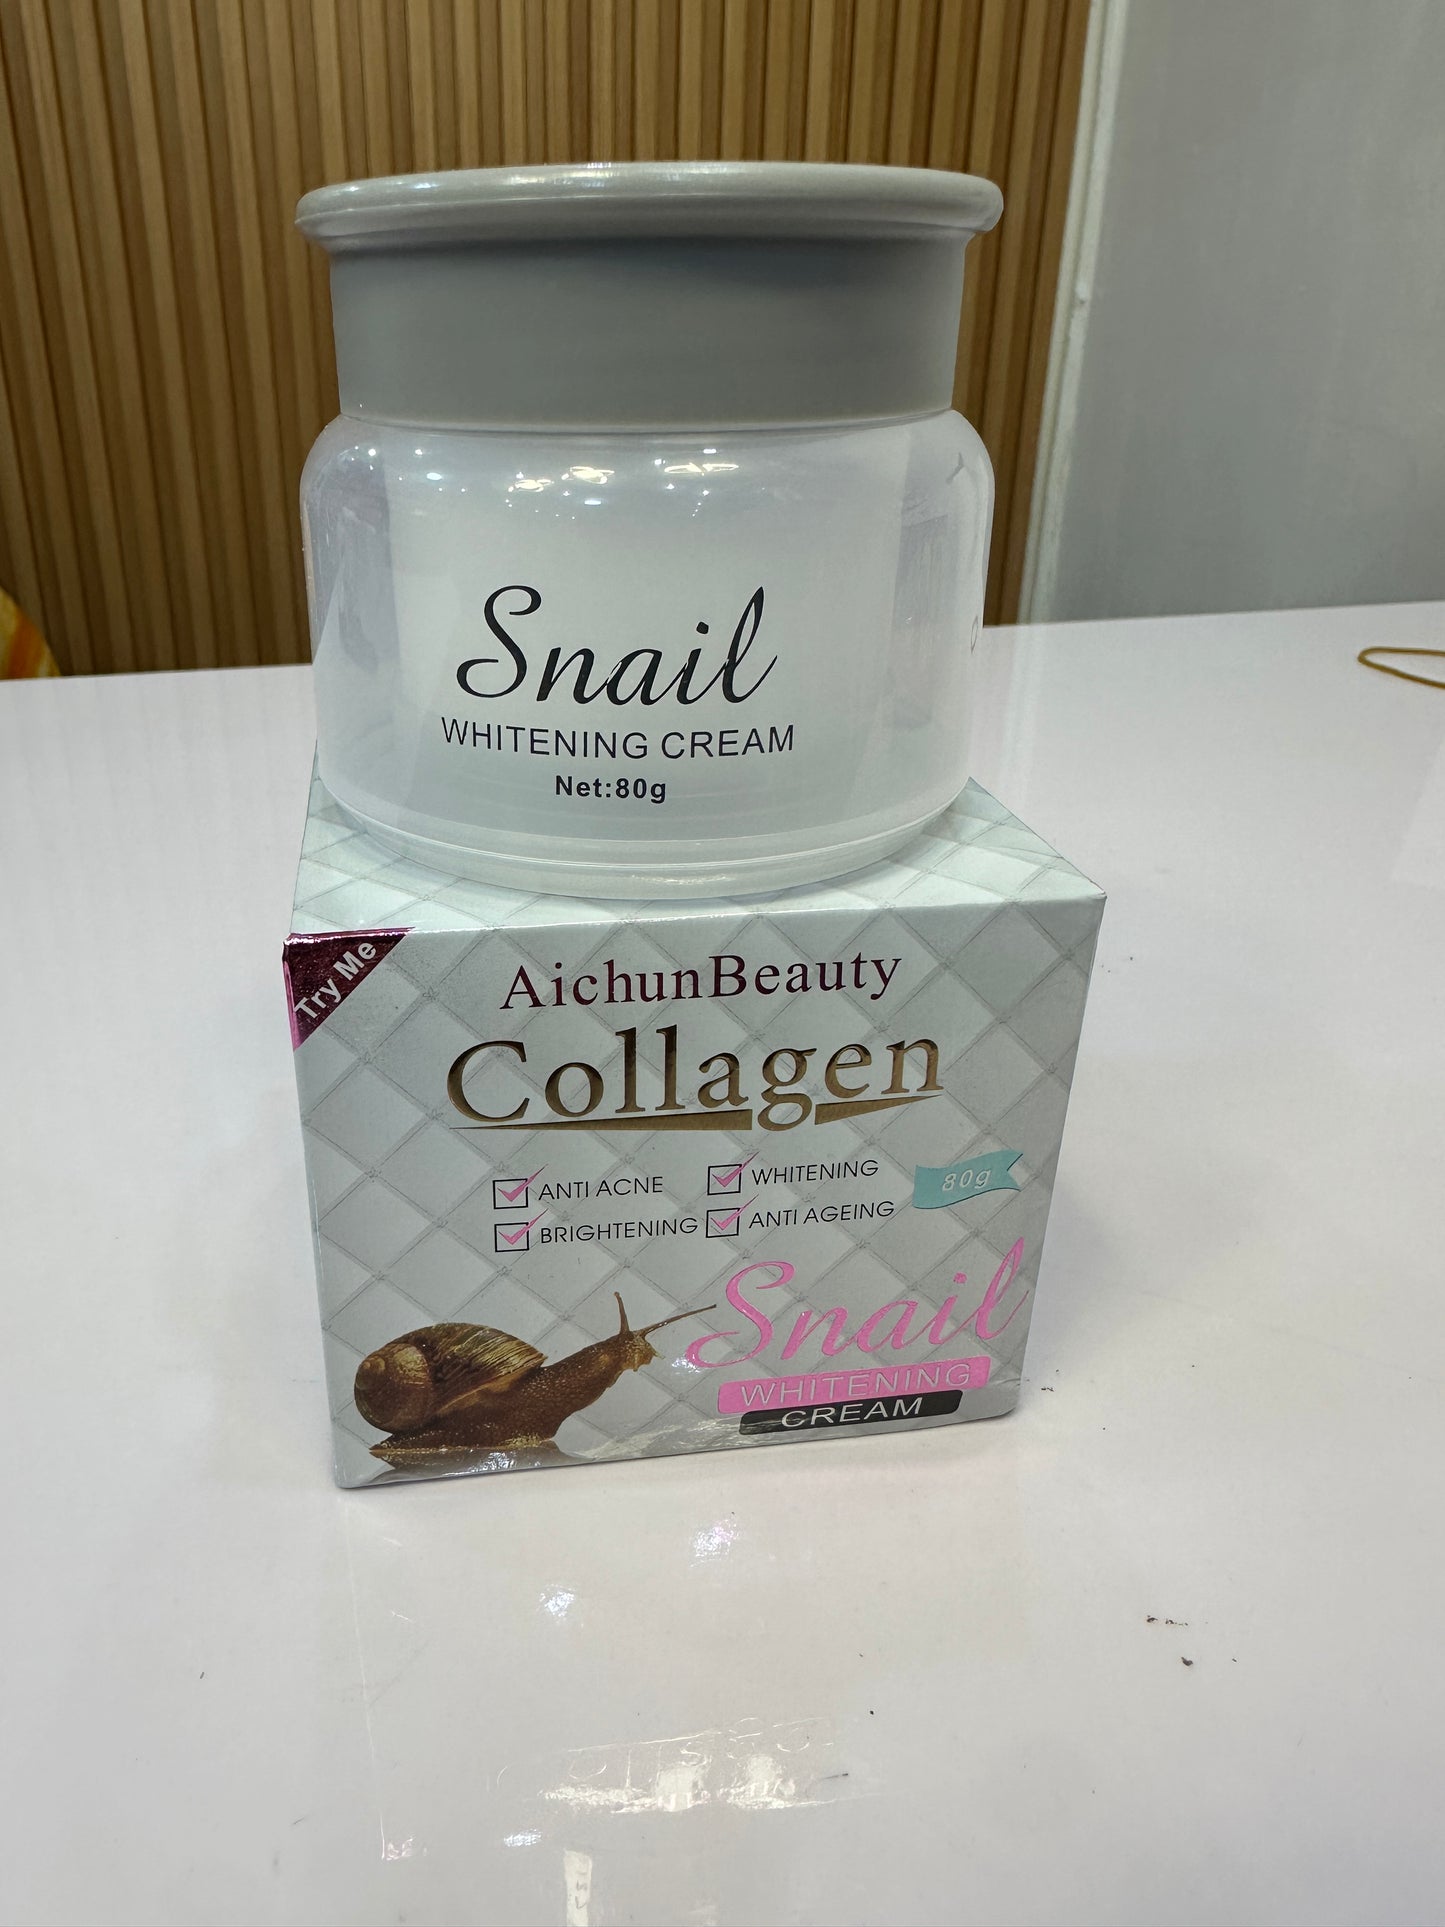 Snail
WHITENING CREAM
Net:80g
Try Me
AichunBeauty
Collagen
ANTI ACNE
WHITENING
BRIGHTENING
ANTI AGEING
80g
Snail
WHITENING
CREAM